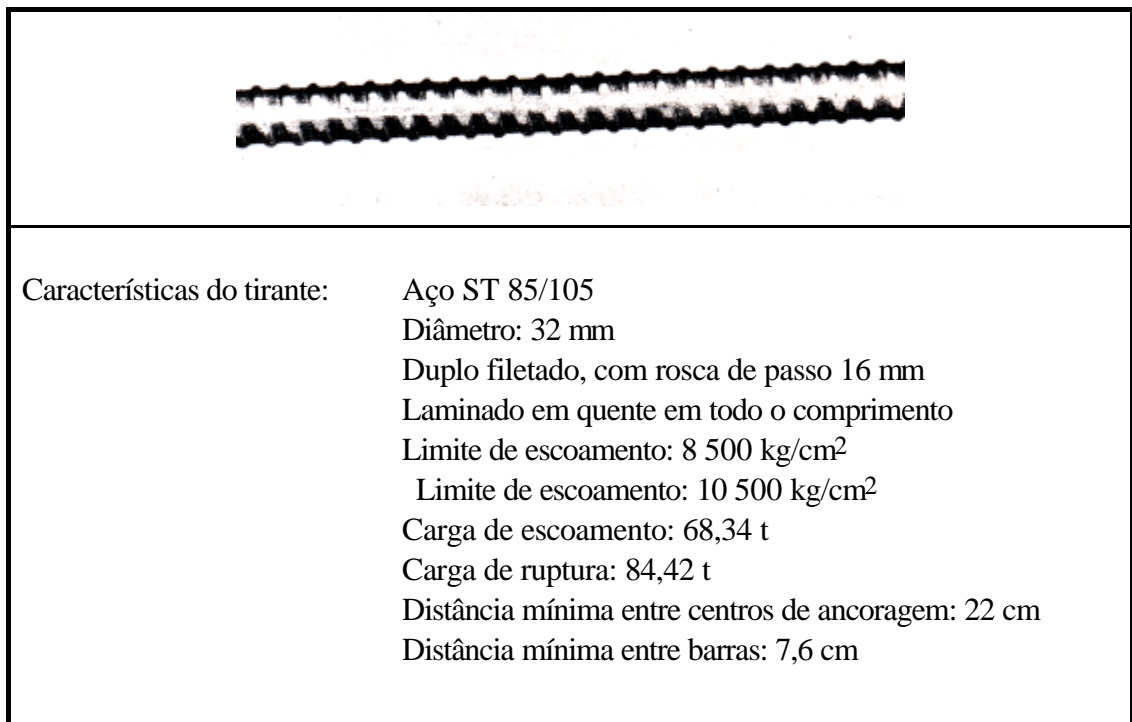 Características do tirante: Aço ST 85/105
Diâmetro: 32 mm
Duplo filetado, com rosca de passo 16 mm
Laminado em quente em todo o comprimento
Limite de escoamento: 8 500 kg/cm2
Limite de escoamento: 10 500 kg/cm2
Carga de escoamento: 68,34 t
Carga de ruptura: 84,42 t
Distância mínima entre centros de ancoragem: 22 cm
Distância mínima entre barras: 7,6 cm